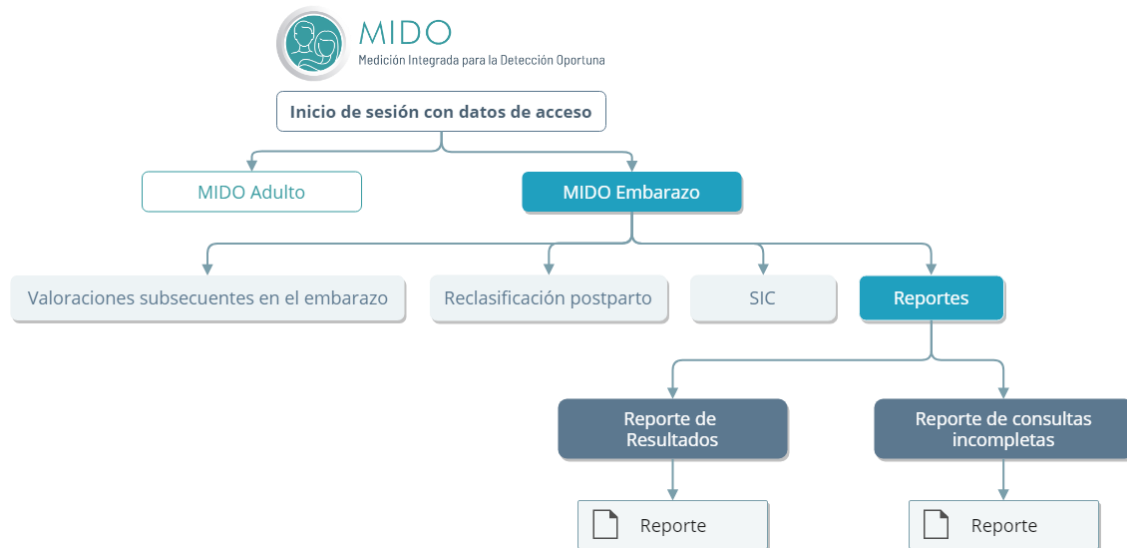 MIDO
Medición Integrada para la Detección Oportuna
Inicio de sesión con datos de acceso
MIDO Adulto
MIDO Embarazo
Valoraciones subsecuentes en el embarazo
Reclasificación postparto
SIC
Reportes
Reporte de
Resultados
Reporte de consultas
incompletas
Reporte
Reporte